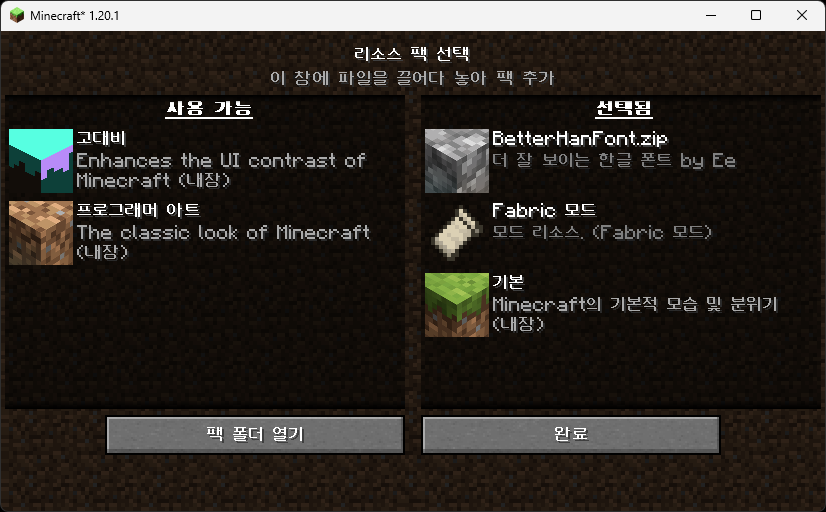 Minecraft* 1.20.1
리소스 팩 선택
이 창에 파일을 끌어다 놓아 팩 추가
사용 가능
고대비
Enhances the UI contrast of
Minecraft (내장)
프로그래머 아트
The classic look of Minecraft
(내장)
선택됨
BetterHanFont.zip
더 잘 보이는 한글 폰트 by Ee
Fabric 모드
모드 리소스. (Fabric 모드)
기본
Minecraft의 기본적 모습 및 분위기
(내장)
팩 폴더 열기
완료